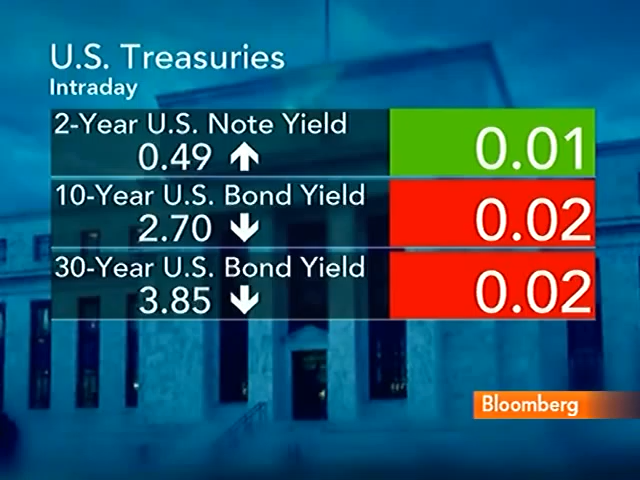 U.S. Treasuries
Intraday
2-Year U.S. Note Yield
0.49 ↑ 0.01
10-Year U.S. Bond Yield
2.70 ↓ 0.02
30-Year U.S. Bond Yield
3.85 ↓ 0.02
Bloomberg